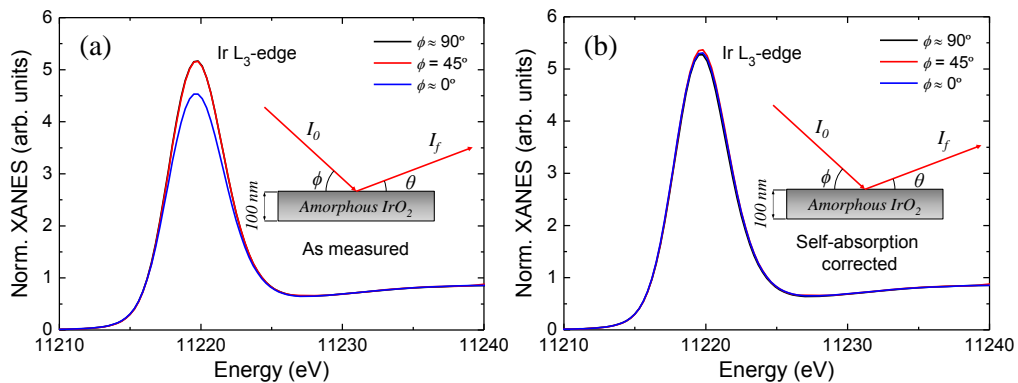 (a)
Ir L3-edge
ϕ ≈ 90º
ϕ = 45º
ϕ ≈ 0º
I0
If
ϕ
θ
100 nm
Amorphous IrO2
As measured
Norm. XANES (arb. units)
6
5
4
3
2
1
0
11210
11220
11230
11240
Energy (eV)
(b)
Ir L3-edge
ϕ ≈ 90º
ϕ = 45º
ϕ ≈ 0º
I0
If
ϕ
θ
100 nm
Amorphous IrO2
Self-absorption
corrected
Norm. XANES (arb. units)
6
5
4
3
2
1
0
11210
11220
11230
11240
Energy (eV)